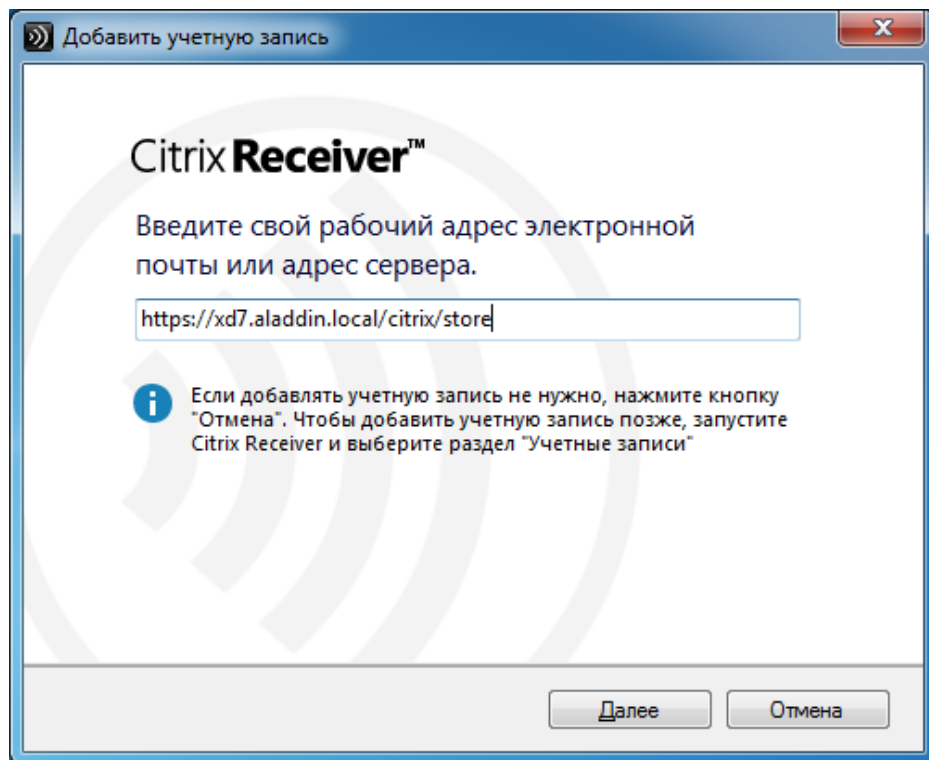 Добавить учетную запись
Citrix Receiver™
Введите свой рабочий адрес электронной
почты или адрес сервера.
https://xd7.aladdin.local/citrix/store
Если добавлять учетную запись не нужно, нажмите кнопку
"Отмена". Чтобы добавить учетную запись позже, запустите
Citrix Receiver и выберите раздел "Учетные записи"
Далее
Отмена